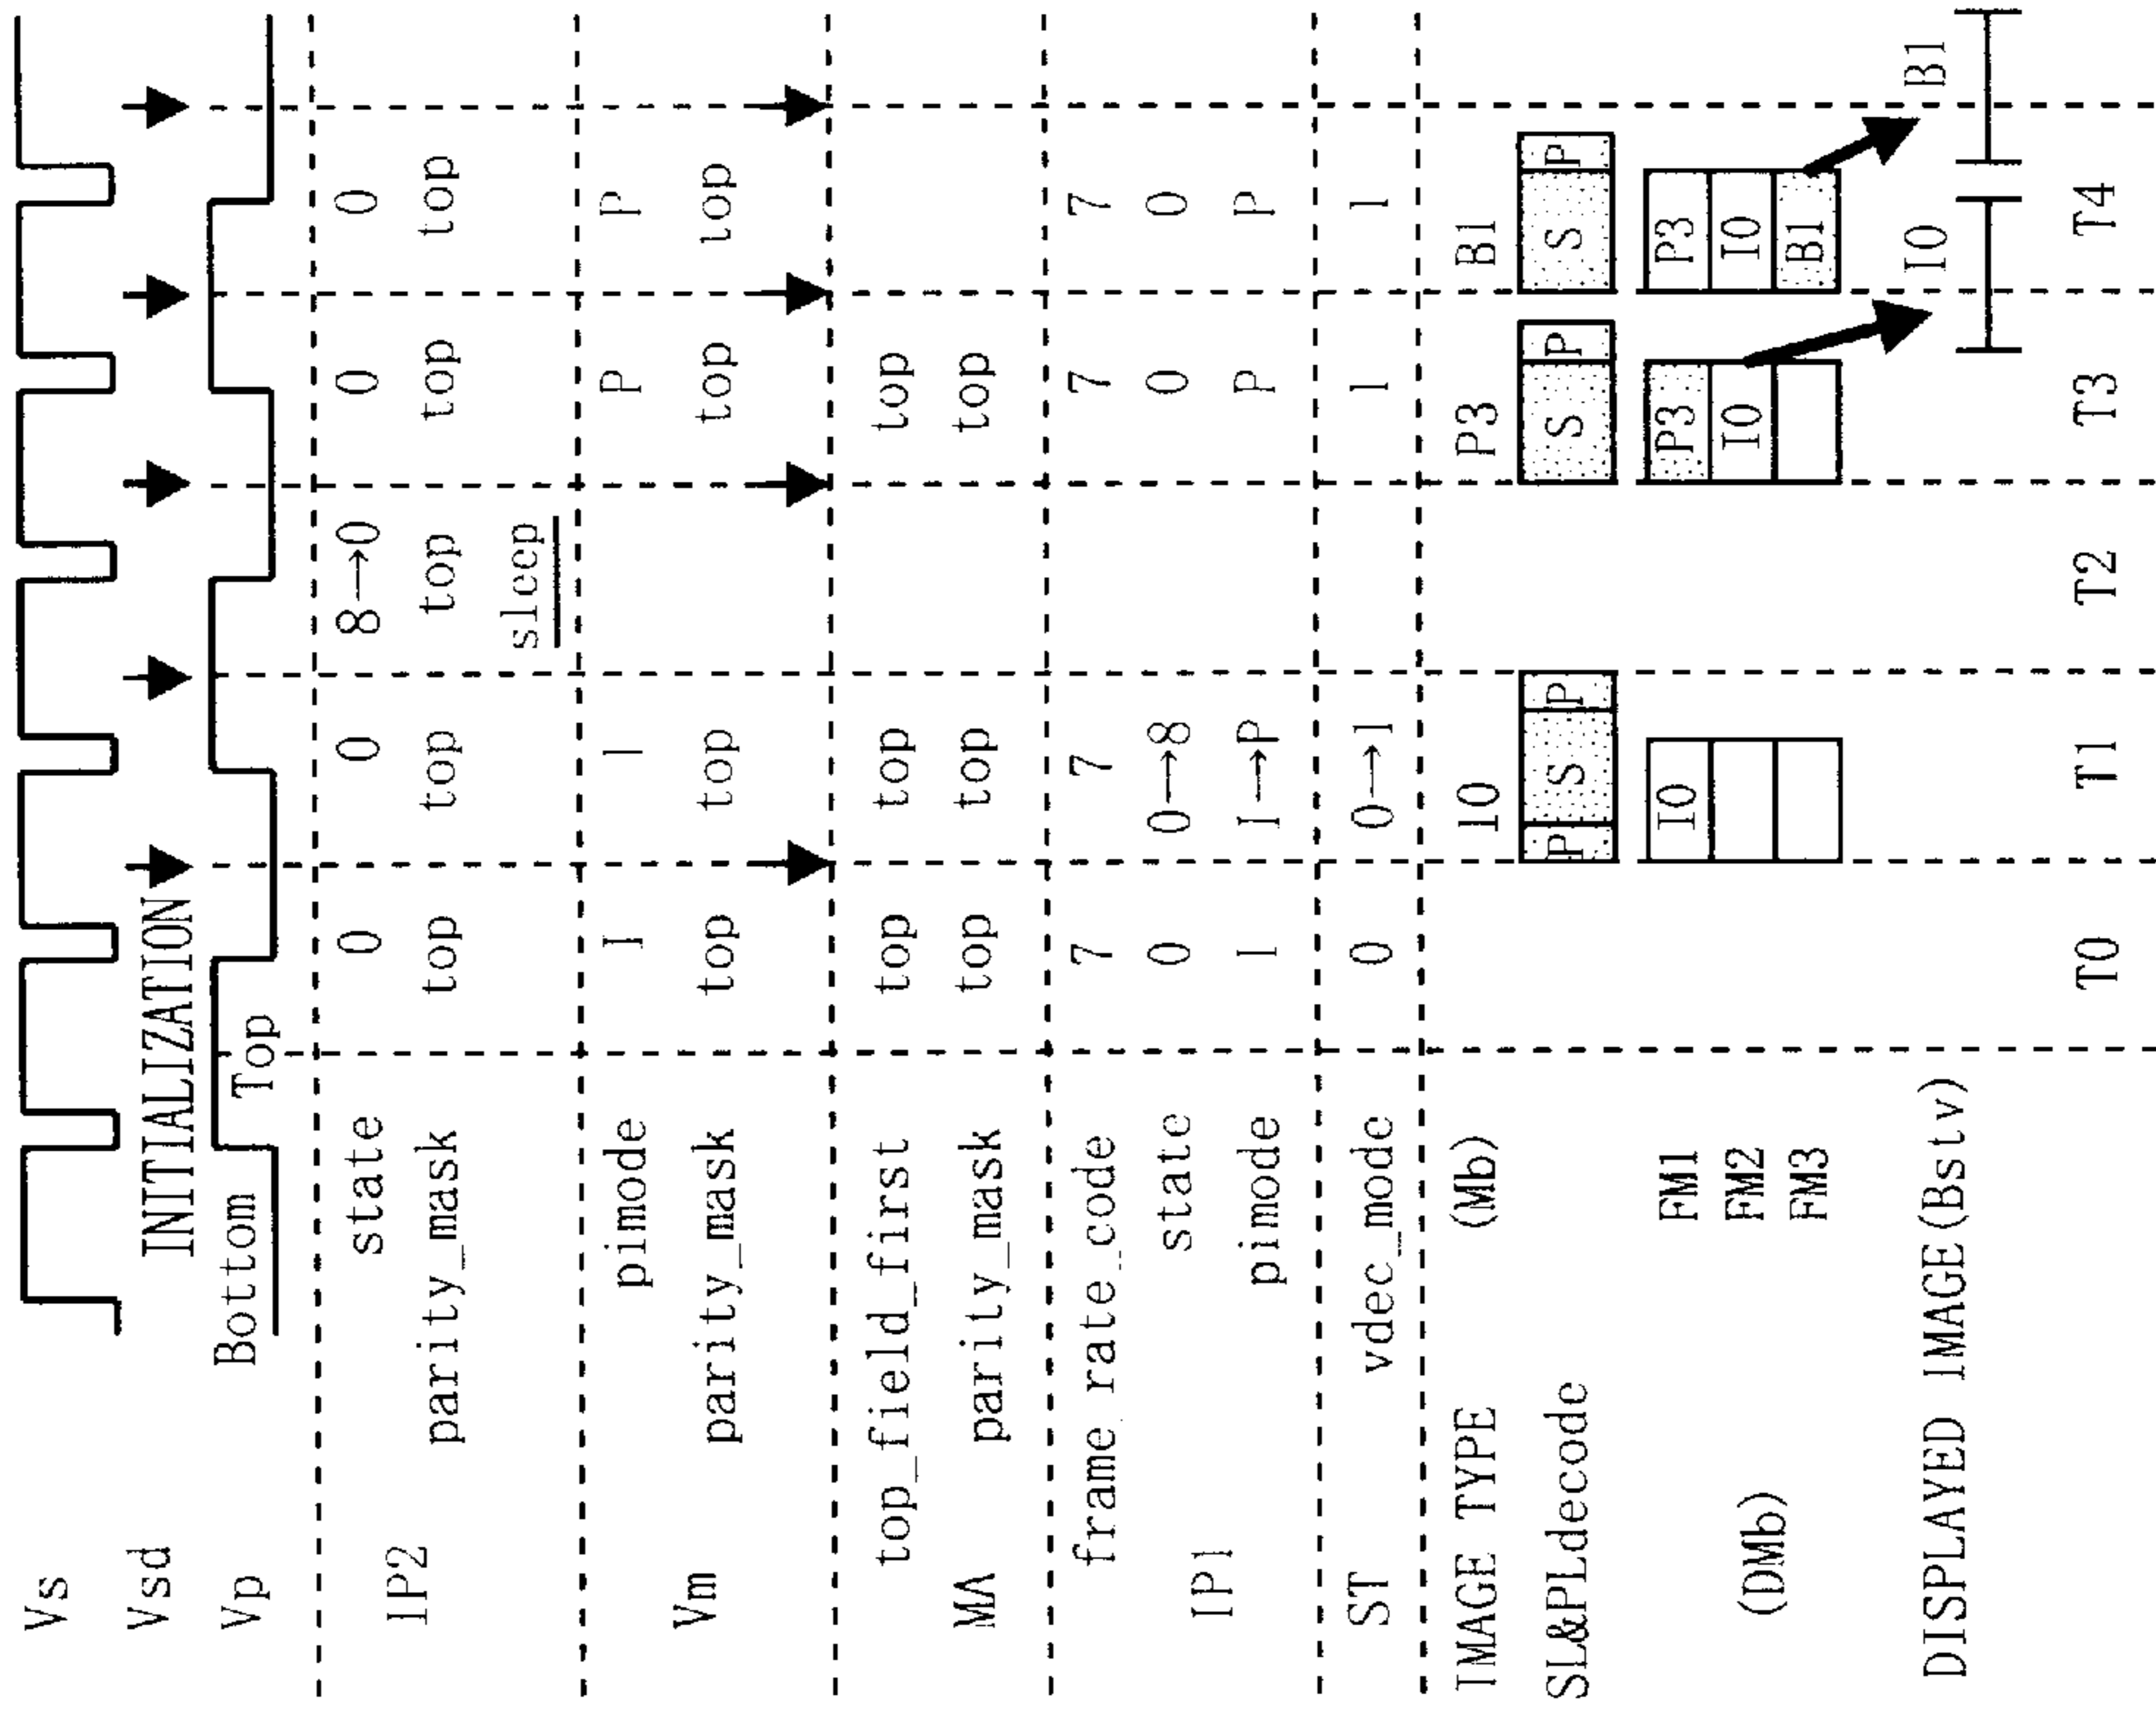 Vs
Vsd INITIALIZATION
Vp Bottom Top
IP2 state 0 0 8→0 0 0
parity_mask top top top top top
sleep
Vm pimode I I P P
parity_mask top top top top
top_field_first top top top
MA parity_mask top top top
frame_rate_code 7 7 7 7
IP1 state 0 0→8 0 0
pimode I I→P P P
ST vdec_mode 0 0→1 1 1
IMAGE TYPE (Mb) I0 P3 B1
SL&PLdecode P S P S P S P
FM1 I0 P3 P3
(DMb) FM2 I0 I0
FM3 B1
DISPLAYED IMAGE(Bstv) I0 B1
T0 T1 T2 T3 T4